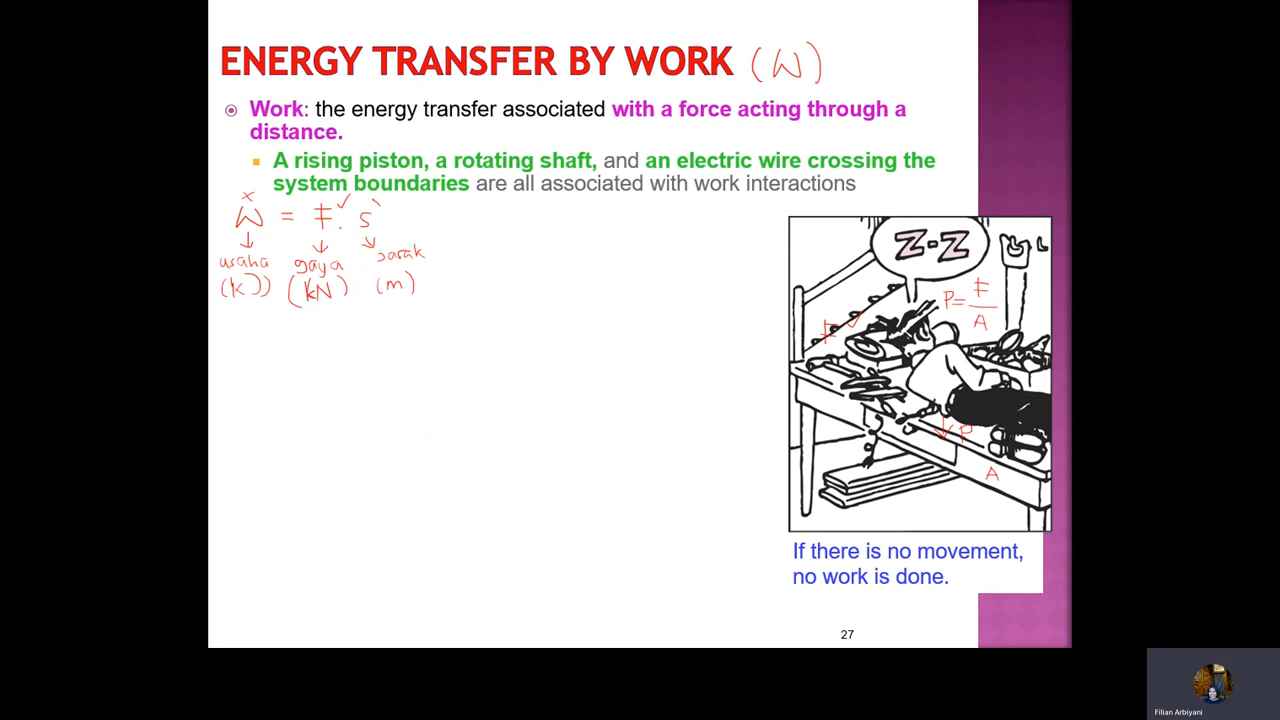 ENERGY TRANSFER BY WORK (W)
Work: the energy transfer associated with a force acting through a
distance.
A rising piston, a rotating shaft, and an electric wire crossing the
system boundaries are all associated with work interactions
W = F . s
usaha gaya jarak
(kJ) (kN) (m)
Z-Z
P = F
A
F
P
A
If there is no movement,
no work is done.
27
Filian Arbiyani